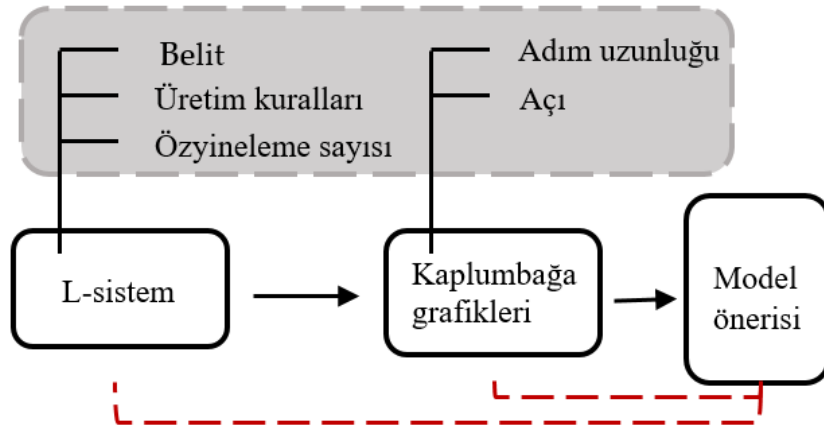 Belit
Üretim kuralları
Özyineleme sayısı
Adım uzunluğu
Açı
L-sistem
Kaplumbağa
grafikleri
Model
önerisi